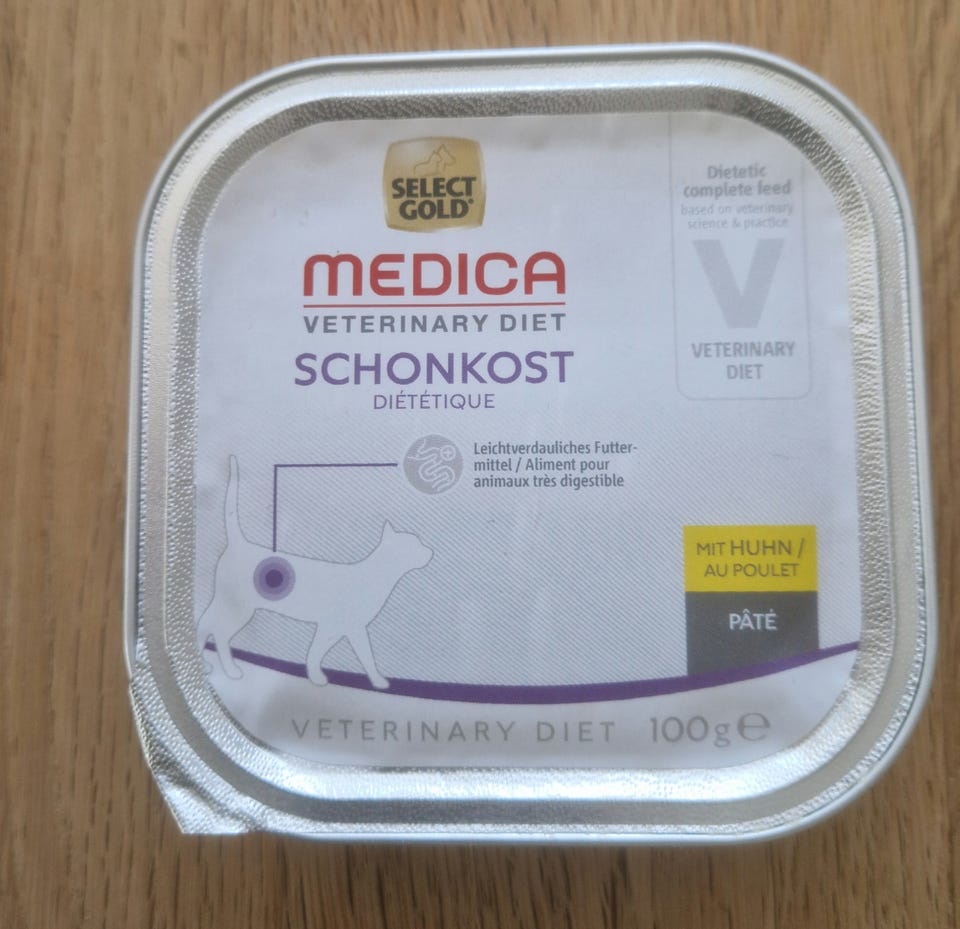 SELECT
GOLD®
MEDICA
VETERINARY DIET
SCHONKOST
DIÉTÉTIQUE
Dietetic
complete feed
based on veterinary
science & practice
V
VETERINARY
DIET
Leichtverdauliches Futter-
mittel / Aliment pour
animaux très digestible
MIT HUHN /
AU POULET
PÂTÉ
VETERINARY DIET 100g℮